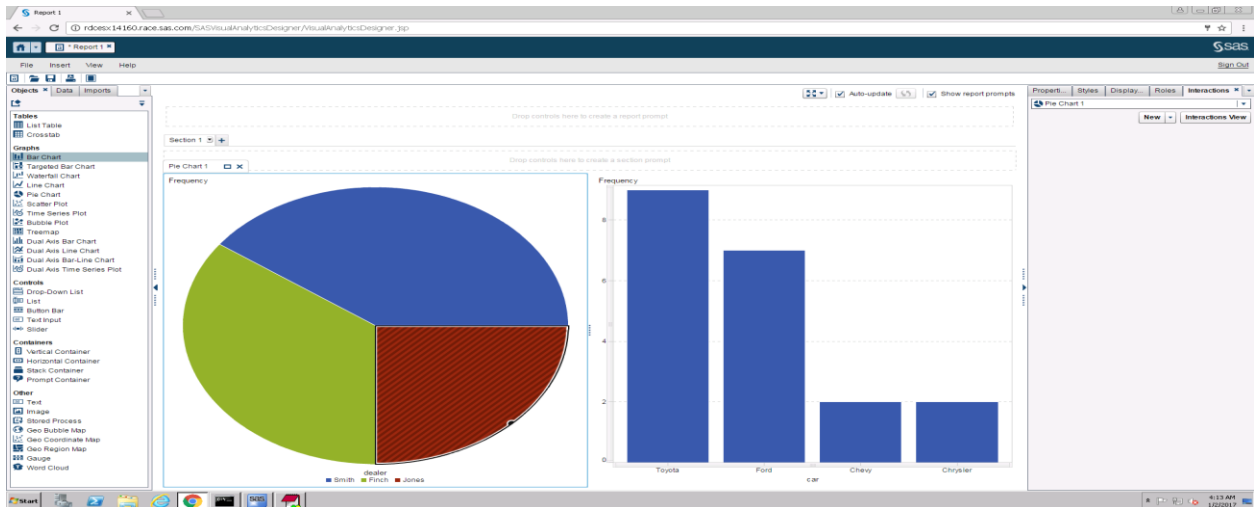 Report 1
rdcesx14160.race.sas.com/SASVisualAnalyticsDesigner/VisualAnalyticsDesigner.jsp
* Report 1
sas
File Insert View Help
Sign Out
Objects Data Imports
Auto-update
Show report prompts
Properti... Styles Display... Roles Interactions
Pie Chart 1
New
Interactions View
Drop controls here to create a report prompt
Section 1
Drop controls here to create a section prompt
Pie Chart 1
Tables
List Table
Crosstab
Graphs
Bar Chart
Targeted Bar Chart
Waterfall Chart
Line Chart
Pie Chart
Scatter Plot
Time Series Plot
Bubble Plot
Treemap
Dual Axis Bar Chart
Dual Axis Line Chart
Dual Axis Bar-Line Chart
Dual Axis Time Series Plot
Controls
Drop-Down List
List
Button Bar
Text Input
Slider
Containers
Vertical Container
Horizontal Container
Stack Container
Prompt Container
Other
Text
Image
Stored Process
Geo Bubble Map
Geo Coordinate Map
Geo Region Map
Gauge
Word Cloud
Frequency
dealer
Smith Finch Jones
Frequency
8
6
4
2
0
Toyota Ford Chevy Chrysler
car
Start
SAS
4:13 AM
1/2/2017